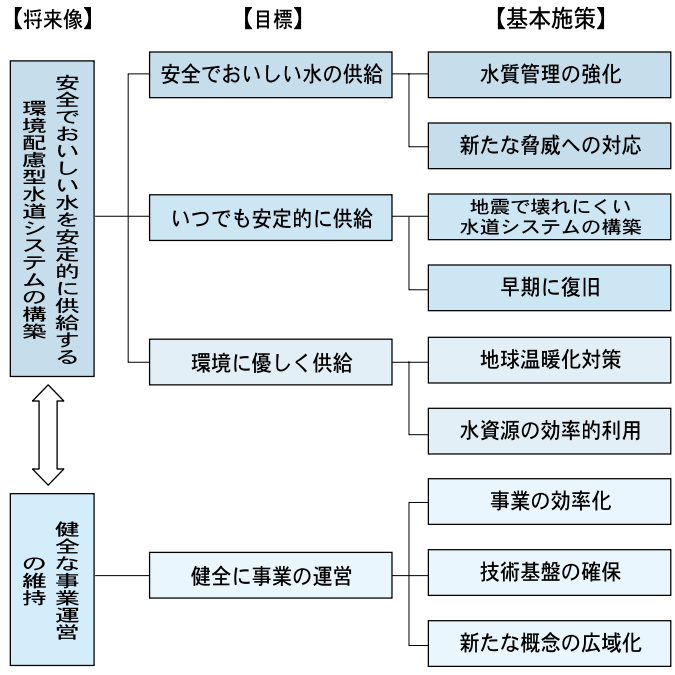 【将来像】
【目標】
【基本施策】
安全でおいしい水を安定的に供給する
環境配慮型水道システムの構築
安全でおいしい水の供給
水質管理の強化
新たな脅威への対応
いつでも安定的に供給
地震で壊れにくい
水道システムの構築
早期に復旧
環境に優しく供給
地球温暖化対策
水資源の効率的利用
健全な事業運営
の維持
健全に事業の運営
事業の効率化
技術基盤の確保
新たな概念の広域化